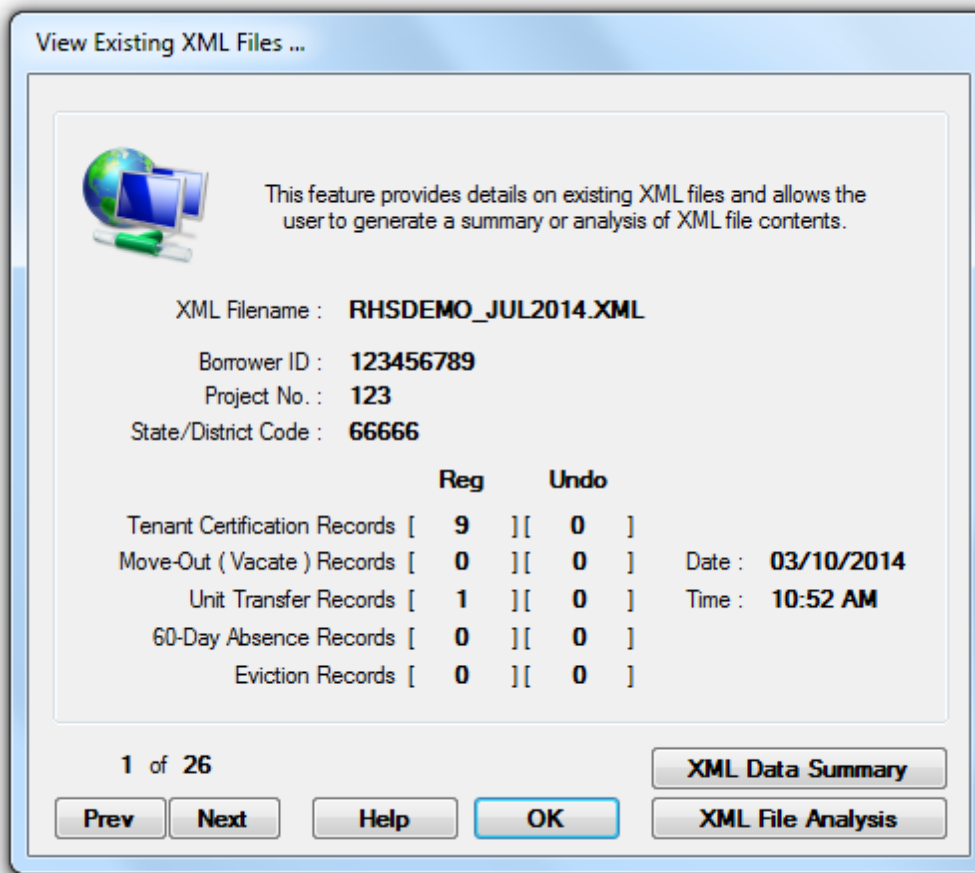 View Existing XML Files ...
This feature provides details on existing XML files and allows the
user to generate a summary or analysis of XML file contents.
XML Filename : RHSDEMO_JUL2014.XML
Borrower ID : 123456789
Project No. : 123
State/District Code : 66666
Reg Undo
Tenant Certification Records [ 9 ] [ 0 ]
Move-Out ( Vacate ) Records [ 0 ] [ 0 ] Date : 03/10/2014
Unit Transfer Records [ 1 ] [ 0 ] Time : 10:52 AM
60-Day Absence Records [ 0 ] [ 0 ]
Eviction Records [ 0 ] [ 0 ]
1 of 26 XML Data Summary
Prev Next Help OK XML File Analysis